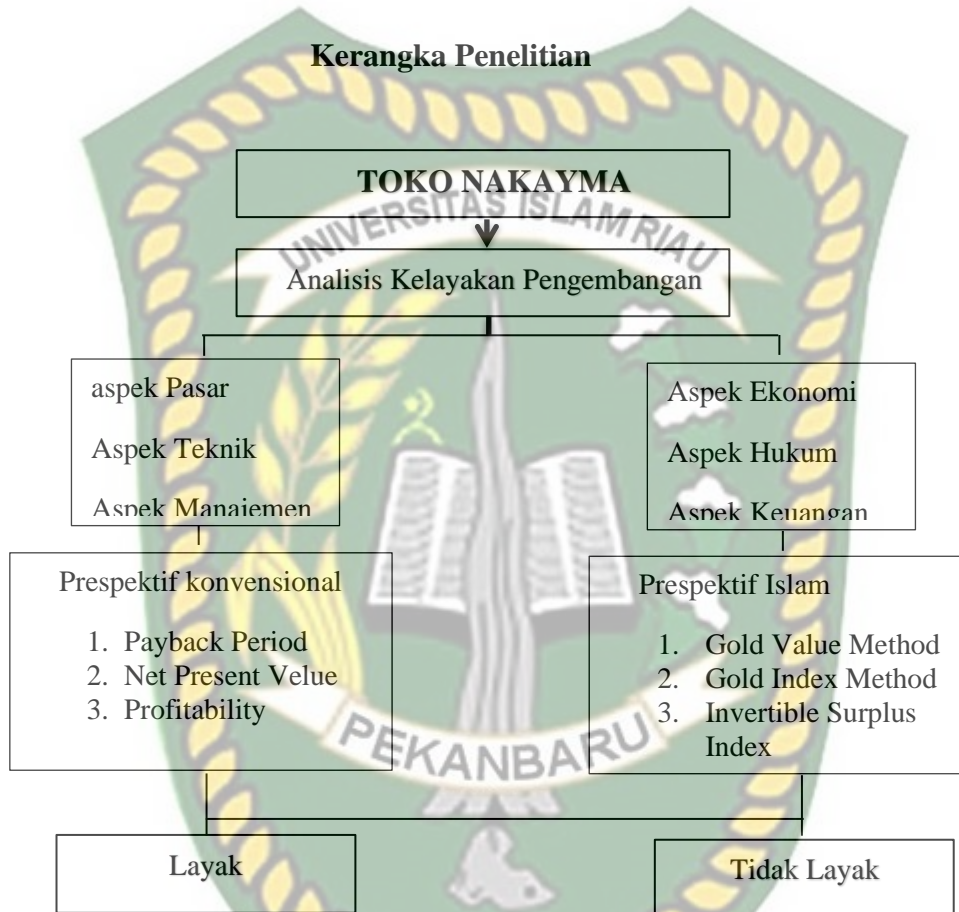 Kerangka Penelitian
TOKO NAKAYMA
UNIVERSITAS ISLAM RIAU
Analisis Kelayakan Pengembangan
aspek Pasar
Aspek Teknik
Aspek Manajemen
Aspek Ekonomi
Aspek Hukum
Aspek Keuangan
Prespektif konvensional
1. Payback Period
2. Net Present Velue
3. Profitability
Prespektif Islam
1. Gold Value Method
2. Gold Index Method
3. Invertible Surplus
Index
PEKANBARU
Layak
Tidak Layak